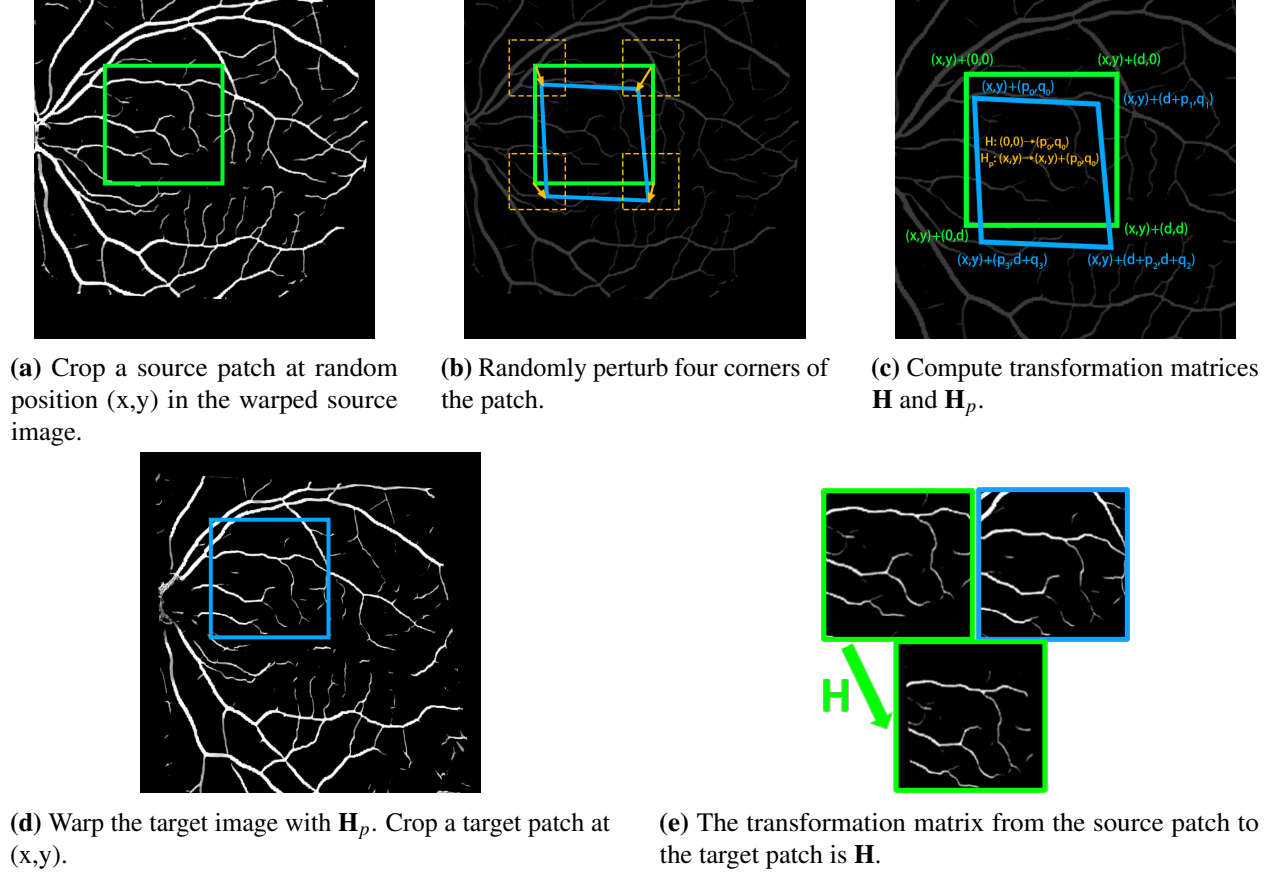 (x,y)+(0,0)
(x,y)+(d,0)
(x,y)+(p₀,q₀)
(x,y)+(d+p₁,q₁)
H: (0,0)→(p₀,q₀)
Hₚ: (x,y)→(x,y)+(p₀,q₀)
(x,y)+(0,d)
(x,y)+(d,d)
(x,y)+(p₃,d+q₃)
(x,y)+(d+p₂,d+q₂)
(a) Crop a source patch at random
position (x,y) in the warped source
image.
(b) Randomly perturb four corners of
the patch.
(c) Compute transformation matrices
H and Hₚ.
H
(d) Warp the target image with Hₚ. Crop a target patch at
(x,y).
(e) The transformation matrix from the source patch to
the target patch is H.